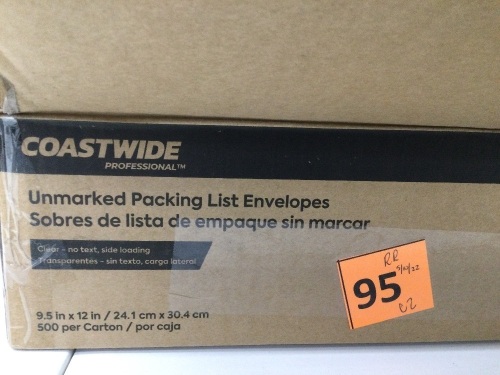 COASTWIDE
PROFESSIONAL™
Unmarked Packing List Envelopes
Sobres de lista de empaque sin marcar
Clear - no text, side loading
Transparentes - sin texto, carga lateral
9.5 in x 12 in / 24.1 cm x 30.4 cm
500 per Carton / por caja
RR
95